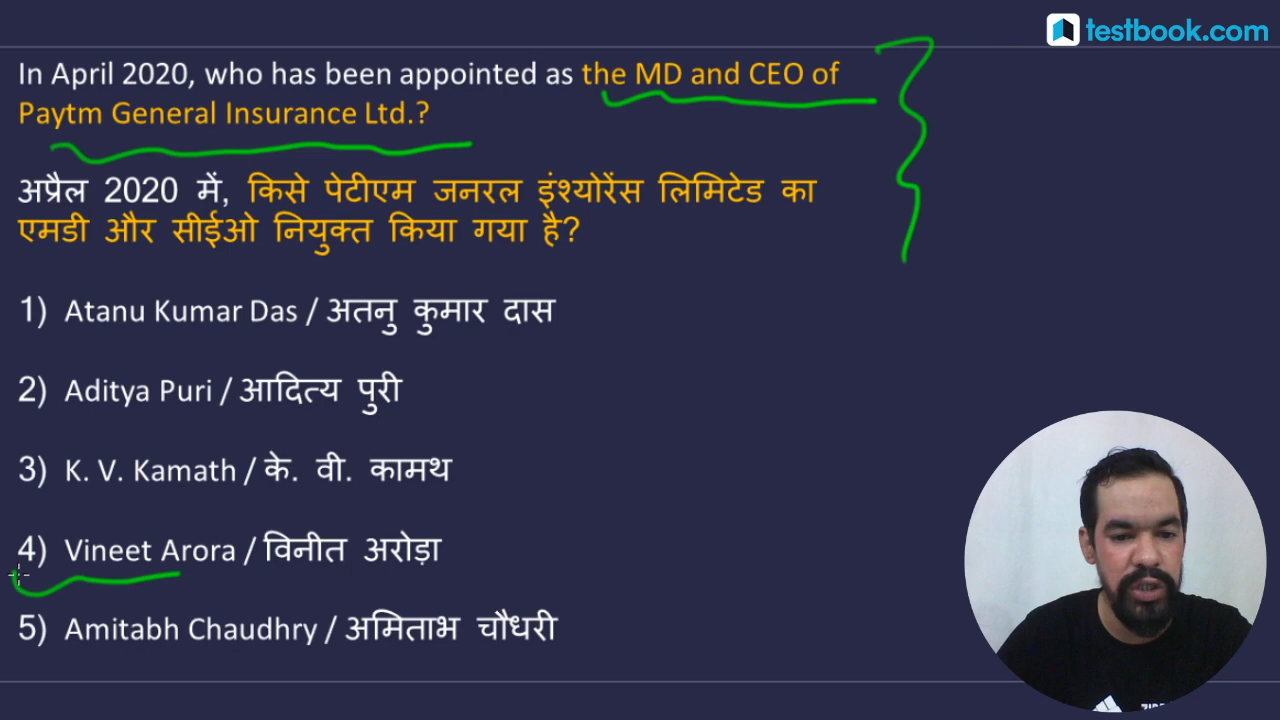 testbook.com
In April 2020, who has been appointed as the MD and CEO of
Paytm General Insurance Ltd.?
अप्रैल 2020 में, किसे पेटीएम जनरल इंश्योरेंस लिमिटेड का
एमडी और सीईओ नियुक्त किया गया है?
1) Atanu Kumar Das / अतनु कुमार दास
2) Aditya Puri / आदित्य पुरी
3) K. V. Kamath / के. वी. कामथ
4) Vineet Arora / विनीत अरोड़ा
5) Amitabh Chaudhry / अमिताभ चौधरी